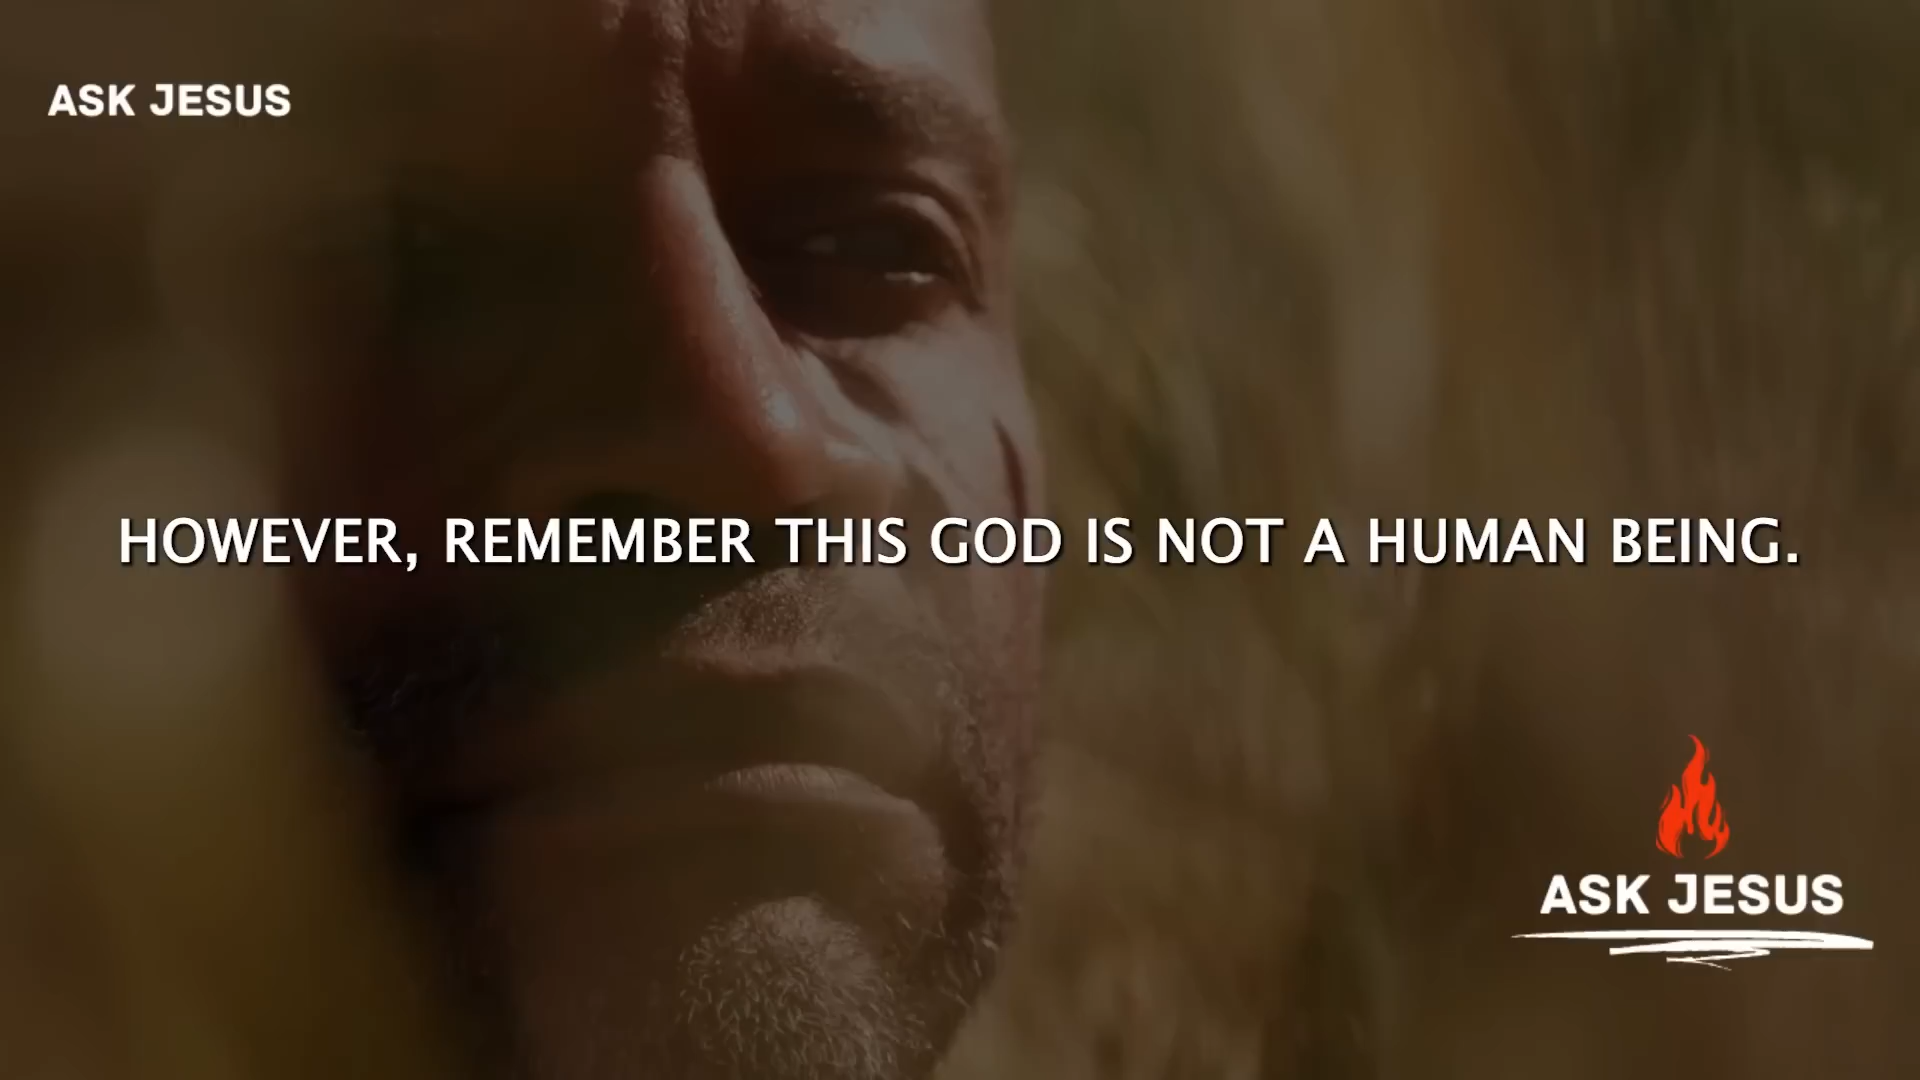 ASK JESUS
HOWEVER, REMEMBER THIS GOD IS NOT A HUMAN BEING.
ASK JESUS